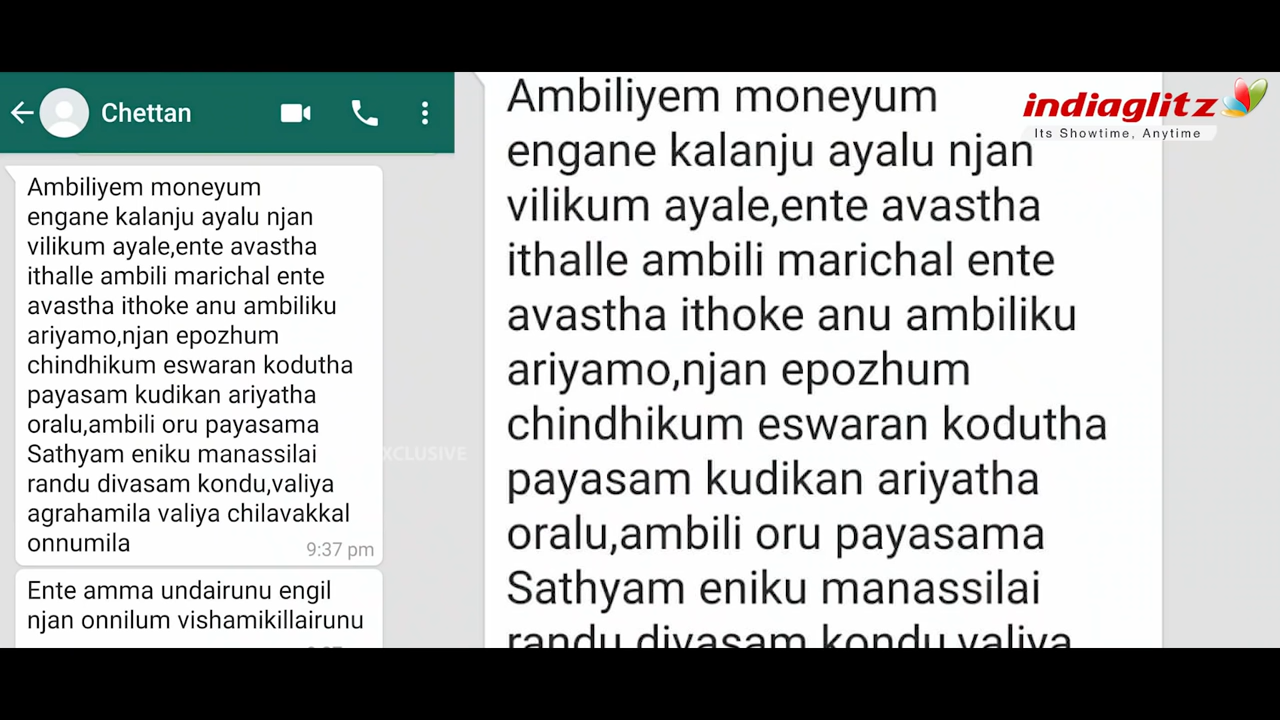 Chettan
Ambiliyem moneyum
engane kalanju ayalu njan
vilikum ayale,ente avastha
ithalle ambili marichal ente
avastha ithoke anu ambiliku
ariyamo,njan epozhum
chindhikum eswaran kodutha
payasam kudikan ariyatha
oralu,ambili oru payasama
Sathyam eniku manassilai
randu divasam kondu,valiya
agrahamila valiya chilavakkal
onnumila
9:37 pm
Ente amma undairunu engil
njan onnilum vishamikillairunu
Ambiliyem moneyum
engane kalanju ayalu njan
vilikum ayale,ente avastha
ithalle ambili marichal ente
avastha ithoke anu ambiliku
ariyamo,njan epozhum
chindhikum eswaran kodutha
payasam kudikan ariyatha
oralu,ambili oru payasama
Sathyam eniku manassilai
randu divasam kondu,valiya
indiaglitz
Its Showtime, Anytime